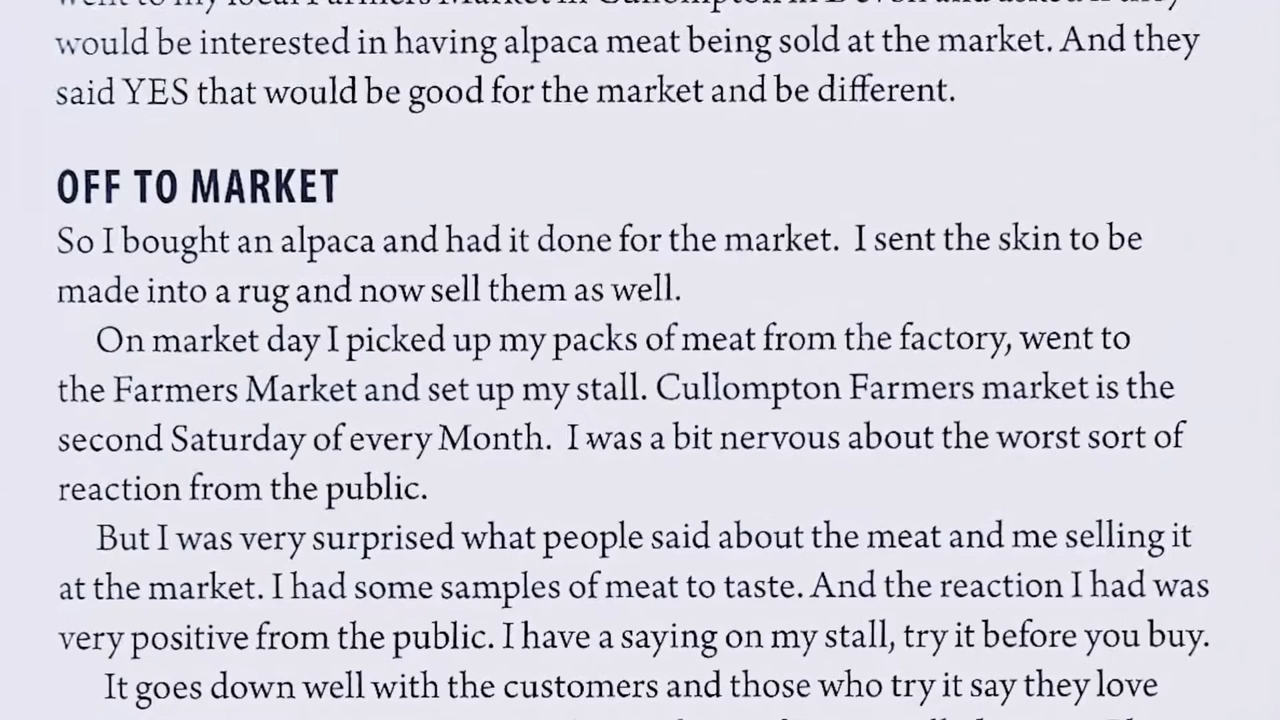 would be interested in having alpaca meat being sold at the market. And they
said YES that would be good for the market and be different.
OFF TO MARKET
So I bought an alpaca and had it done for the market. I sent the skin to be
made into a rug and now sell them as well.
On market day I picked up my packs of meat from the factory, went to
the Farmers Market and set up my stall. Cullompton Farmers market is the
second Saturday of every Month. I was a bit nervous about the worst sort of
reaction from the public.
But I was very surprised what people said about the meat and me selling it
at the market. I had some samples of meat to taste. And the reaction I had was
very positive from the public. I have a saying on my stall, try it before you buy.
It goes down well with the customers and those who try it say they love